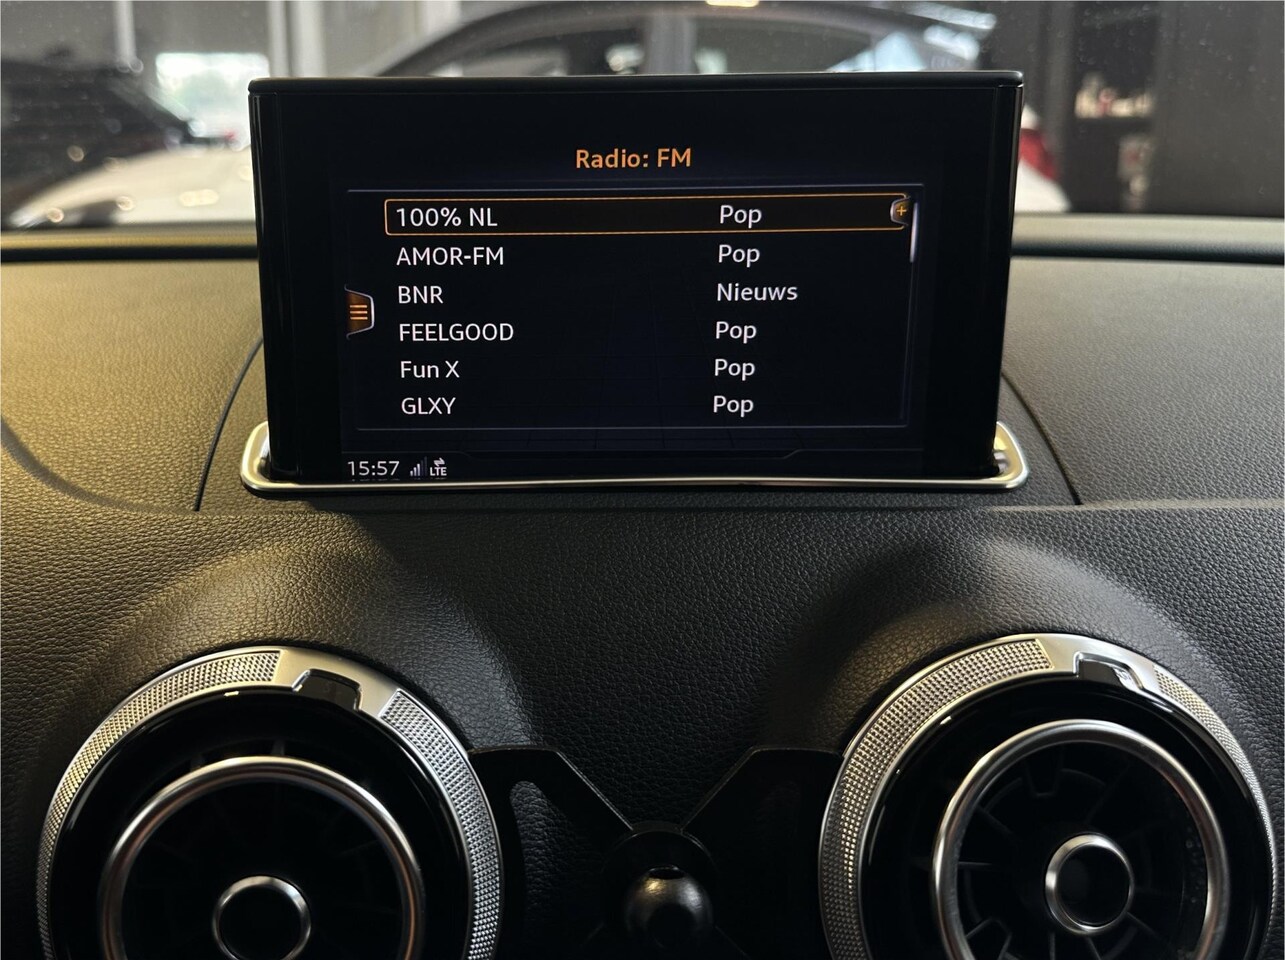 Radio: FM
100% NL Pop
AMOR-FM Pop
BNR Nieuws
FEELGOOD Pop
Fun X Pop
GLXY Pop
15:57 LTE